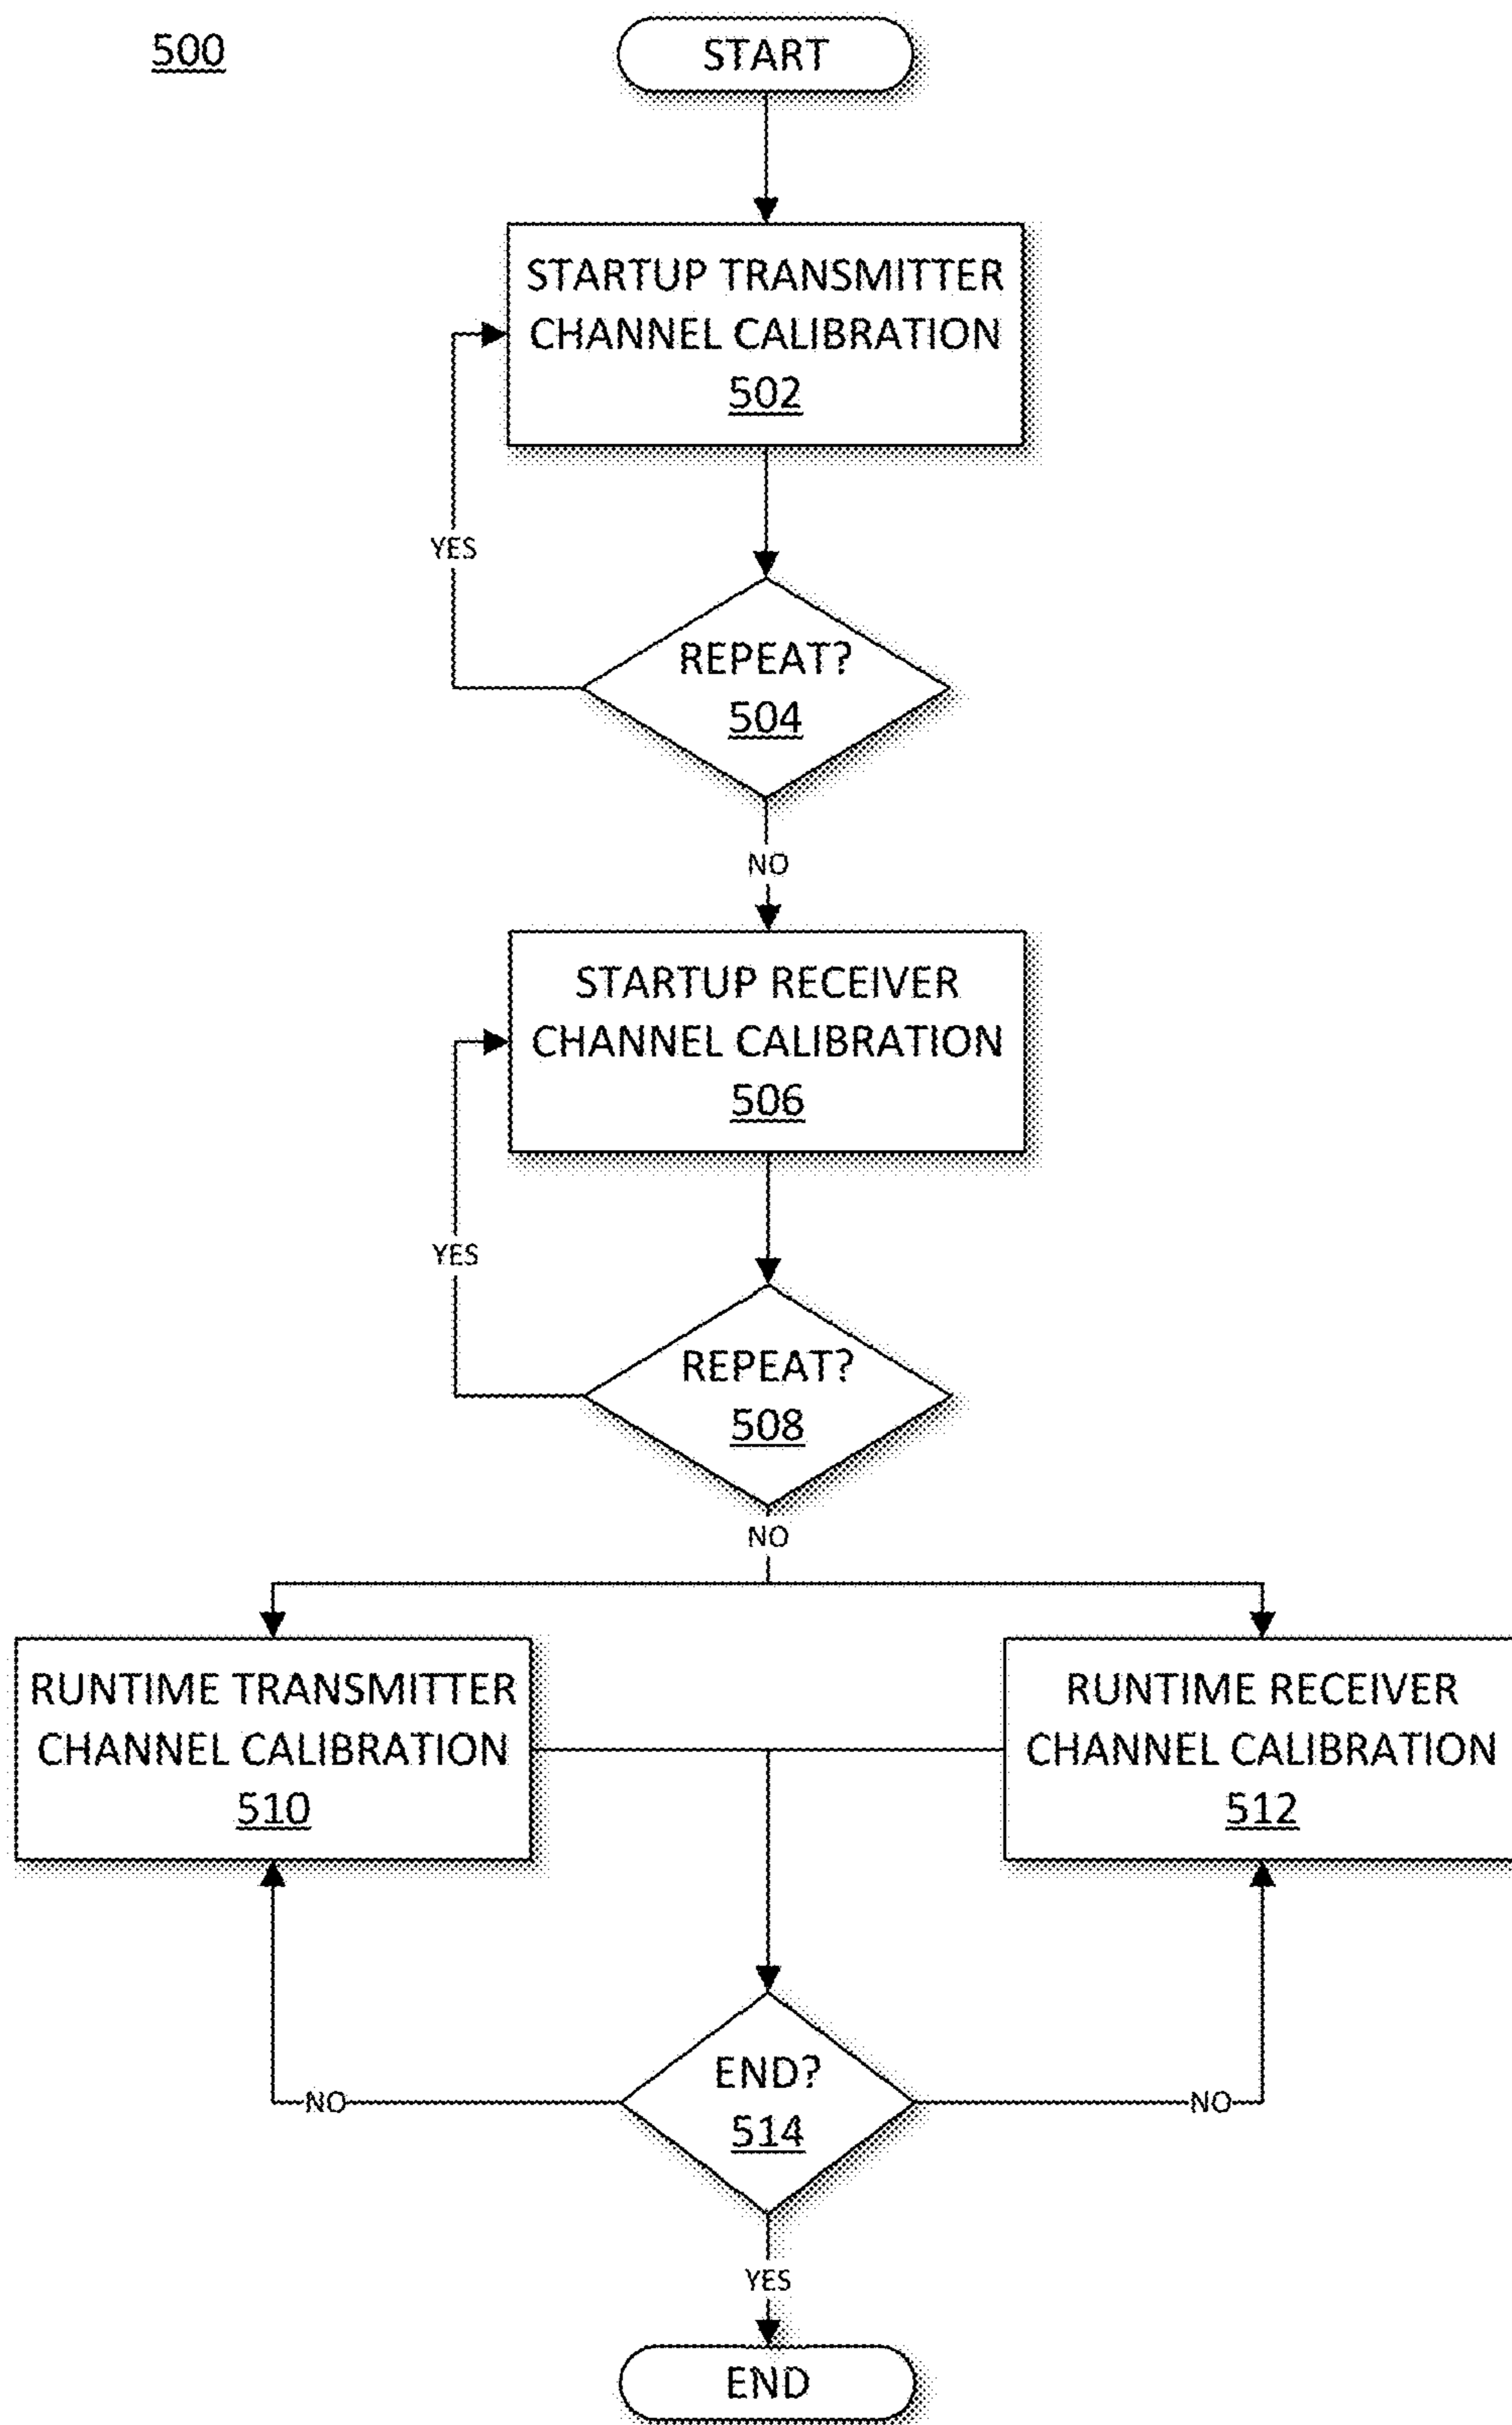 500
START
STARTUP TRANSMITTER
CHANNEL CALIBRATION
502
YES
REPEAT?
504
NO
STARTUP RECEIVER
CHANNEL CALIBRATION
506
YES
REPEAT?
508
NO
RUNTIME TRANSMITTER
CHANNEL CALIBRATION
510
RUNTIME RECEIVER
CHANNEL CALIBRATION
512
END?
514
NO
NO
YES
END